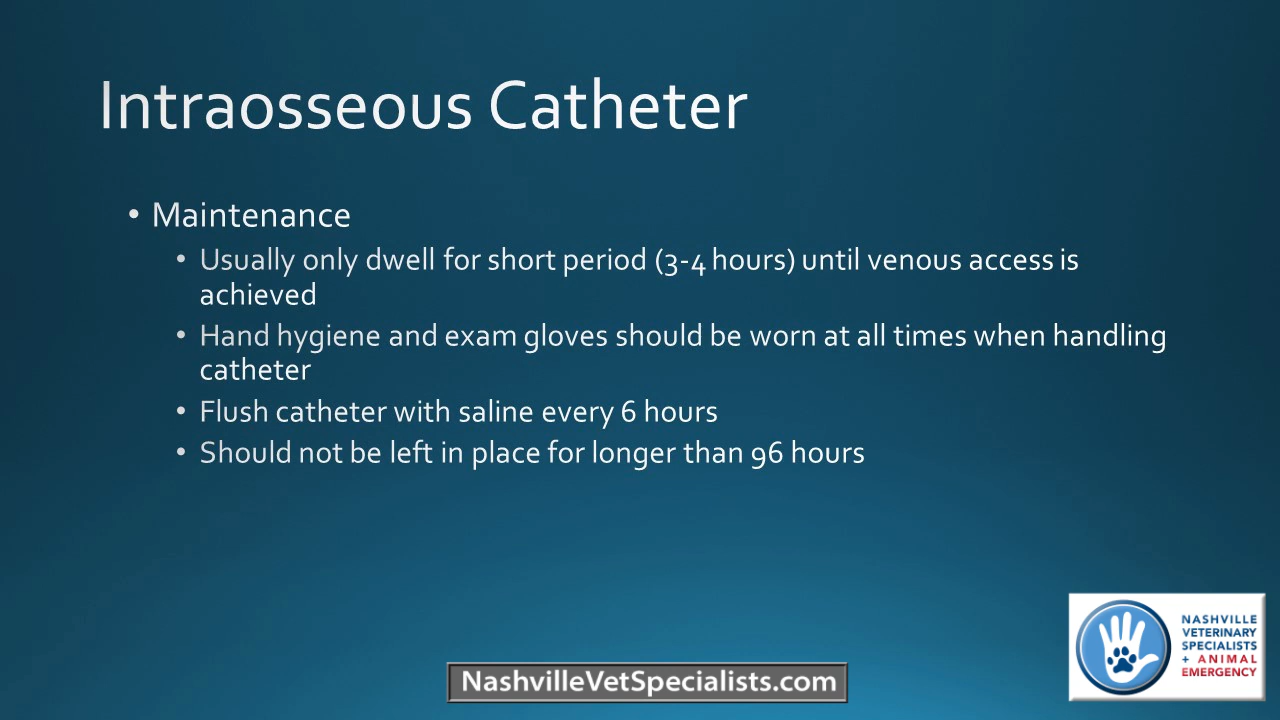 Intraosseous Catheter
• Maintenance
• Usually only dwell for short period (3-4 hours) until venous access is
achieved
• Hand hygiene and exam gloves should be worn at all times when handling
catheter
• Flush catheter with saline every 6 hours
• Should not be left in place for longer than 96 hours
NASHVILLE
VETERINARY
SPECIALISTS
+ ANIMAL
EMERGENCY
NashvilleVetSpecialists.com